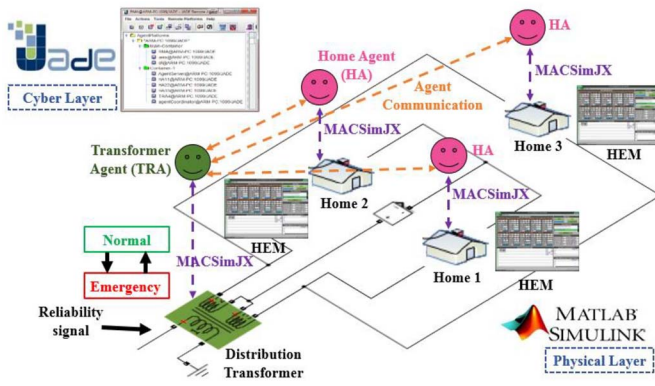 Jade
Cyber Layer
Home Agent
(HA)
HA
Agent
Communication
MACSimJX
MACSimJX
Transformer
Agent (TRA)
HA
Home 3
HEM
MACSimJX
Home 2
HEM
MACSimJX
Home 1
HEM
Normal
Emergency
Reliability
signal
Distribution
Transformer
MATLAB
SIMULINK
Physical Layer